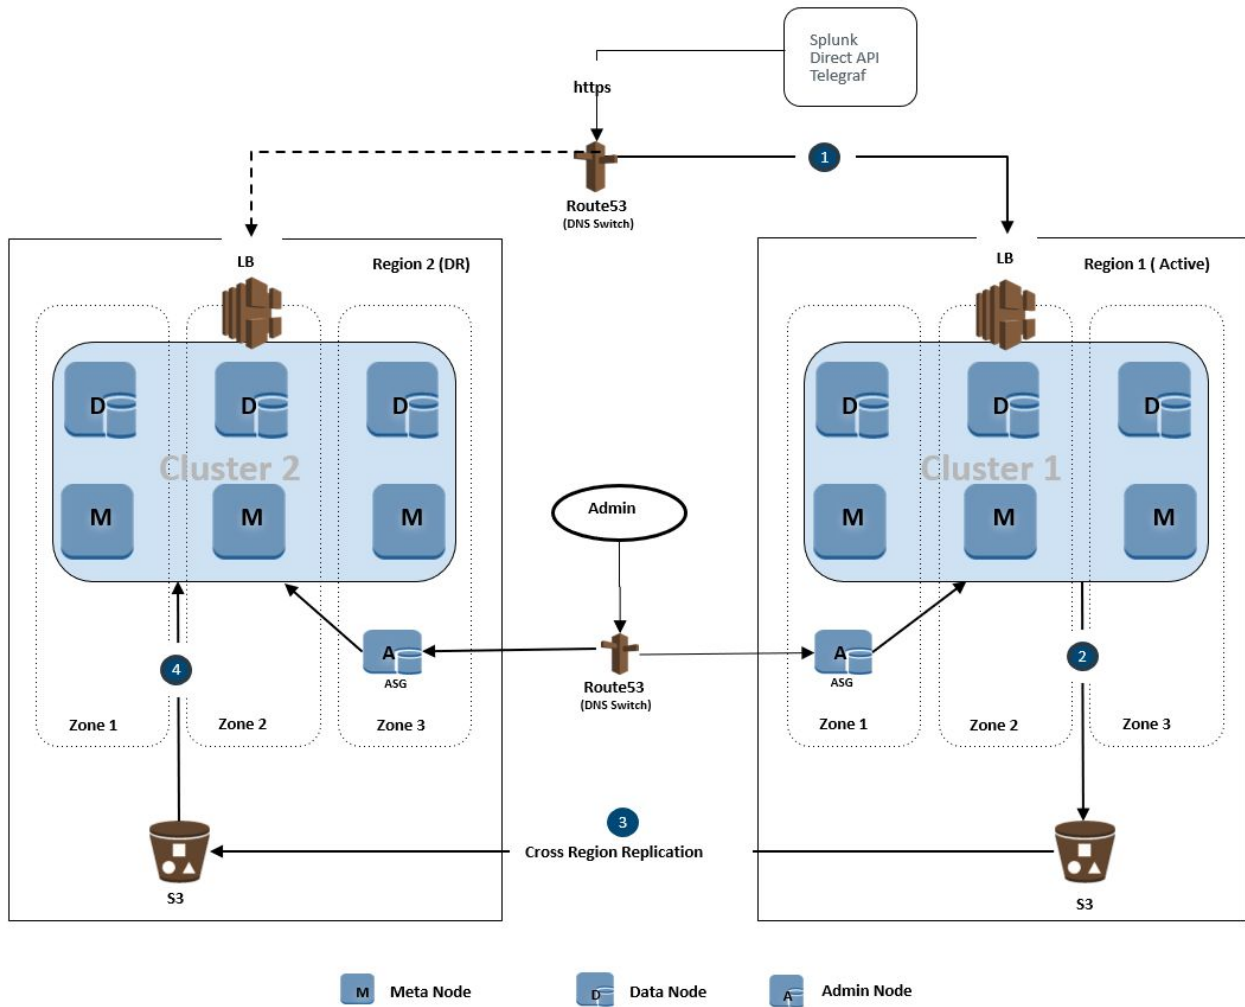 Splunk
Direct API
Telegraf
https
1
Route53
(DNS Switch)
LB
Region 2 (DR)
LB
Region 1 ( Active)
D
D
D
D
D
D
Cluster 2
Cluster 1
M
M
M
Admin
M
M
M
A
ASG
4
Route53
(DNS Switch)
A
ASG
2
Zone 1
Zone 2
Zone 3
Zone 1
Zone 2
Zone 3
3
Cross Region Replication
S3
S3
M
Meta Node
D
Data Node
A
Admin Node